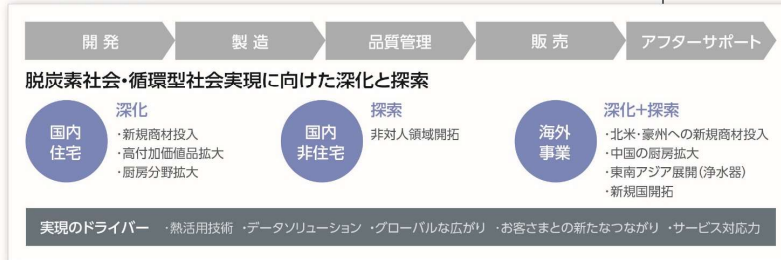 開発 製造 品質管理 販売 アフターサポート
脱炭素社会・循環型社会実現に向けた深化と探索
国内
住宅
深化
・新規商材投入
・高付加価値品拡大
・厨房分野拡大
国内
非住宅
探索
非対人領域開拓
海外
事業
深化+探索
・北米・豪州への新規商材投入
・中国の厨房拡大
・東南アジア展開(浄水器)
・新規国開拓
実現のドライバー ・熱活用技術 ・データソリューション ・グローバルな広がり ・お客さまとの新たなつながり ・サービス対応力